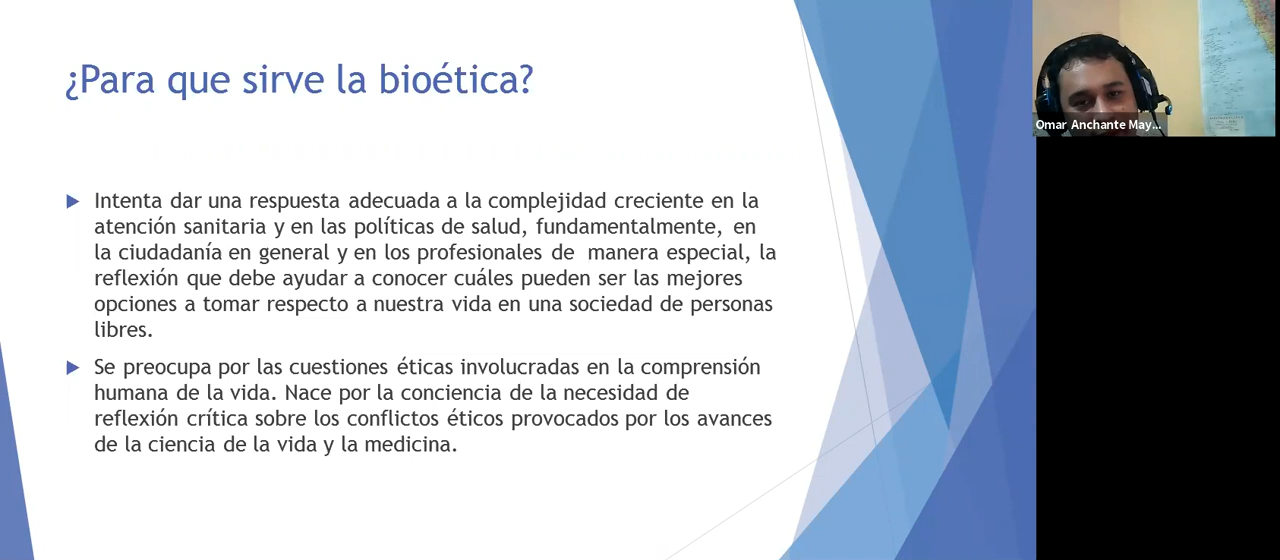 ¿Para que sirve la bioética?
Intenta dar una respuesta adecuada a la complejidad creciente en la
atención sanitaria y en las políticas de salud, fundamentalmente, en
la ciudadanía en general y en los profesionales de manera especial, la
reflexión que debe ayudar a conocer cuáles pueden ser las mejores
opciones a tomar respecto a nuestra vida en una sociedad de personas
libres.
Se preocupa por las cuestiones éticas involucradas en la comprensión
humana de la vida. Nace por la conciencia de la necesidad de
reflexión crítica sobre los conflictos éticos provocados por los avances
de la ciencia de la vida y la medicina.
Omar Anchante May...